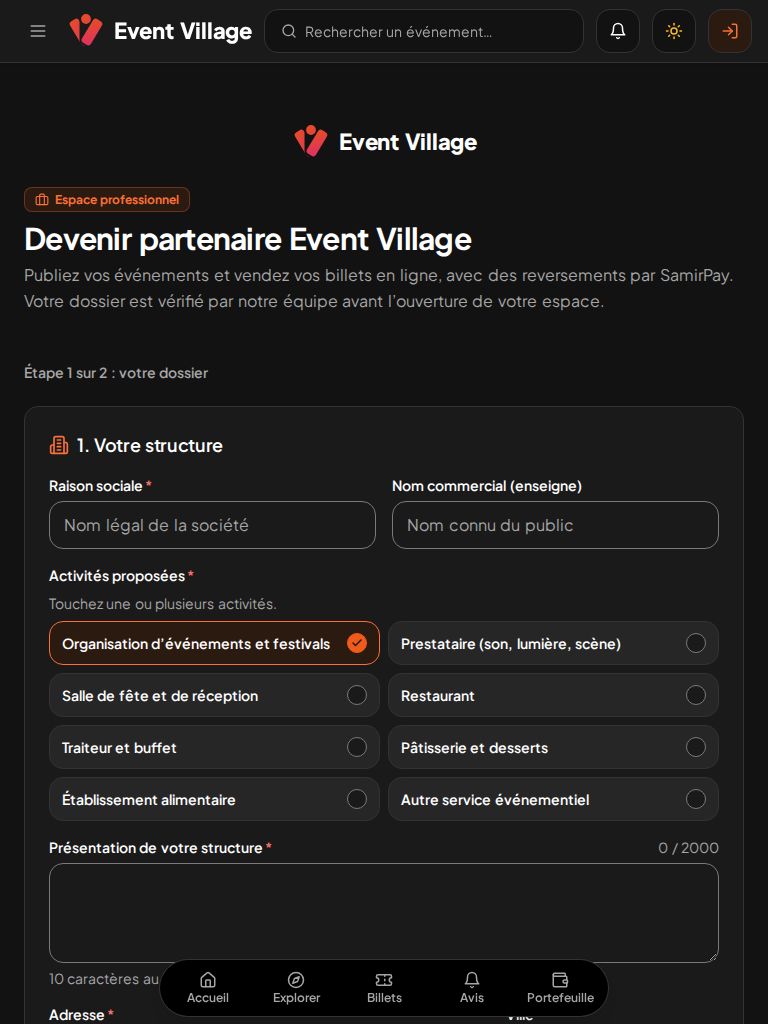 Event Village
Rechercher un événement...
Event Village
Espace professionnel
Devenir partenaire Event Village
Publiez vos événements et vendez vos billets en ligne, avec des reversements par SamirPay.
Votre dossier est vérifié par notre équipe avant l’ouverture de votre espace.
Étape 1 sur 2 : votre dossier
1. Votre structure
Raison sociale *
Nom commercial (enseigne)
Nom légal de la société
Nom connu du public
Activités proposées *
Touchez une ou plusieurs activités.
Organisation d’événements et festivals
Prestataire (son, lumière, scène)
Salle de fête et de réception
Restaurant
Traiteur et buffet
Pâtisserie et desserts
Établissement alimentaire
Autre service événementiel
Présentation de votre structure *
0 / 2000
10 caractères au
Adresse *
Accueil
Explorer
Billets
Avis
Portefeuille